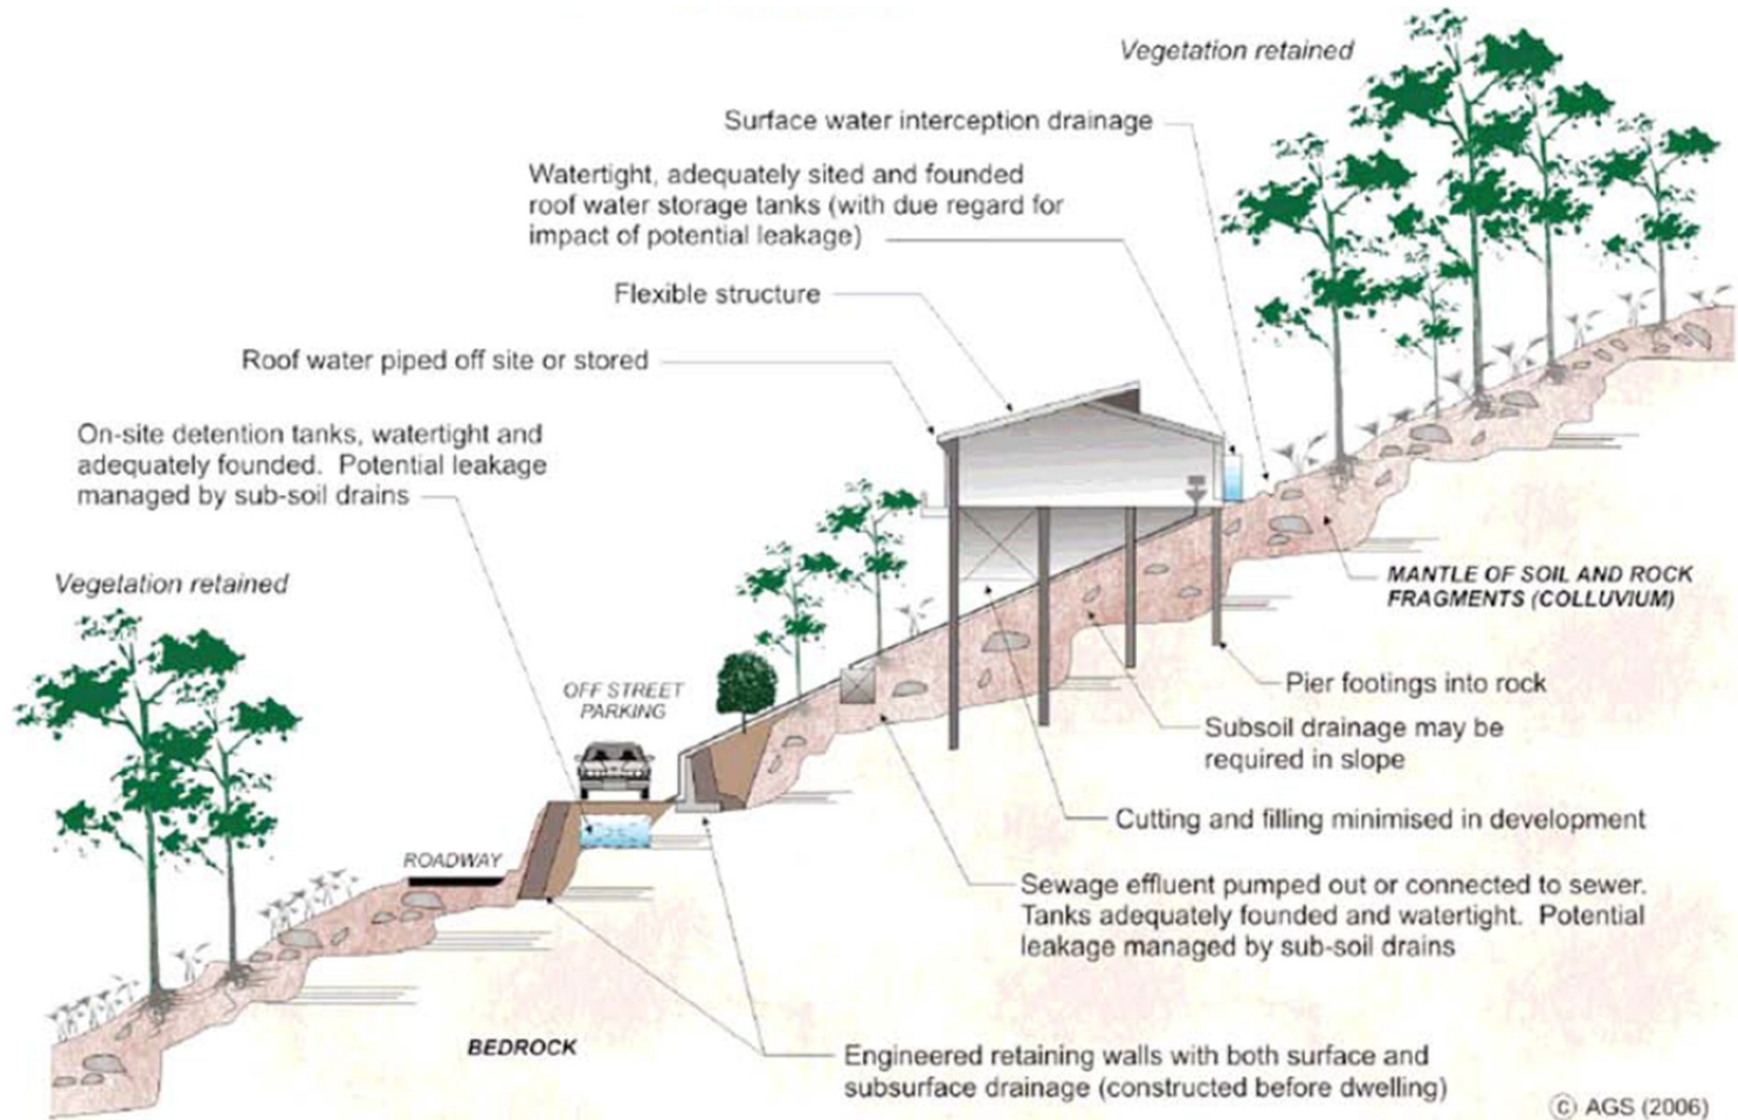 Vegetation retained
Surface water interception drainage
Watertight, adequately sited and founded
roof water storage tanks (with due regard for
impact of potential leakage)
Flexible structure
Roof water piped off site or stored
On-site detention tanks, watertight and
adequately founded. Potential leakage
managed by sub-soil drains
Vegetation retained
MANTLE OF SOIL AND ROCK
FRAGMENTS (COLLUVIUM)
OFF STREET
PARKING
Pier footings into rock
Subsoil drainage may be
required in slope
Cutting and filling minimised in development
ROADWAY
Sewage effluent pumped out or connected to sewer.
Tanks adequately founded and watertight. Potential
leakage managed by sub-soil drains
BEDROCK
Engineered retaining walls with both surface and
subsurface drainage (constructed before dwelling)
© AGS (2006)